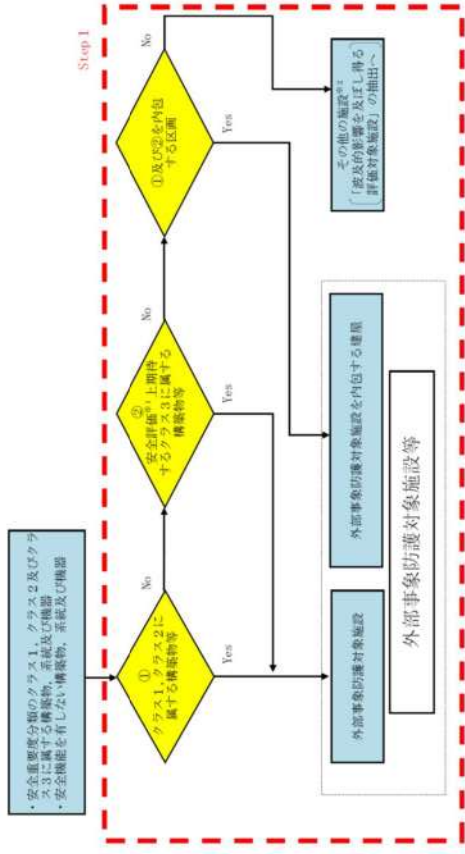 Step 1
・安全重要度分類のクラス1，クラス2及びクラ
ス3に属する構築物，系統及び機器
・安全機能を有しない構築物，系統及び機器
①
クラス1，クラス2に
属する構築物等
No
Yes
②
安全評価※1上期待
するクラス3に属する
構築物等
No
Yes
①及び②を内包
する区画
No
Yes
外部事象防護対象施設
外部事象防護対象施設を内包する建屋
外部事象防護対象施設等
その他の施設※2
「波及的影響を及ぼし得る
評価対象施設」の抽出へ